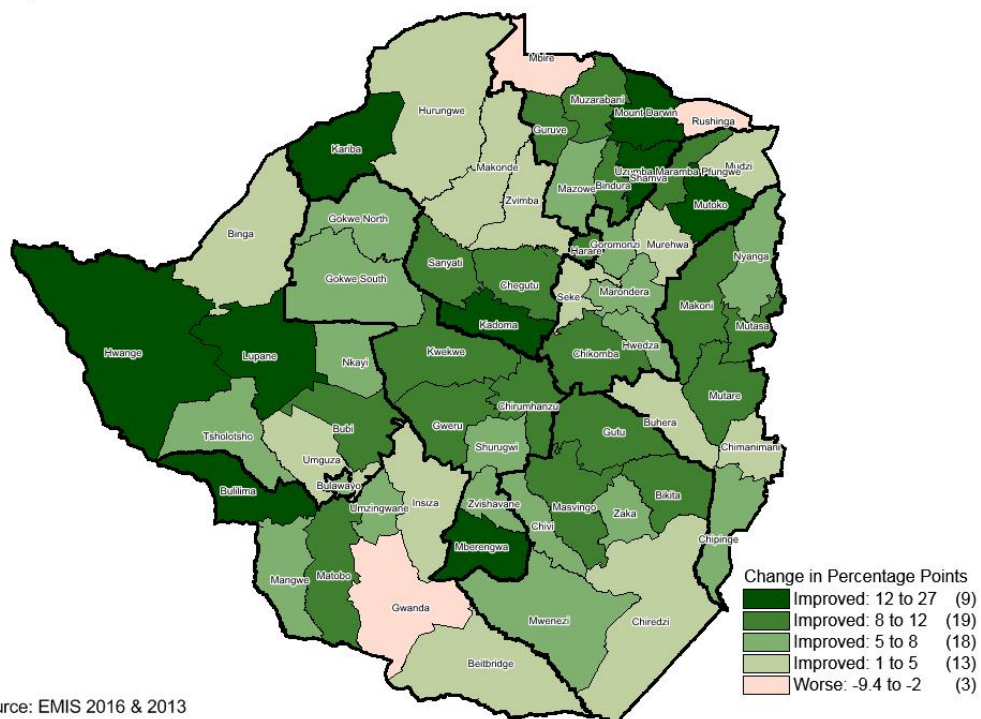 Mbire
Muzarabani
Mount Darwin
Rushinga
Hurungwe
Guruve
Kariba
Makonde
Uzumba Maramba Pfungwe
Shamva
Mudzi
Mazowe
Bindura
Zvimba
Mutoko
Gokwe North
Binga
Harare
Goromonzi
Murehwa
Nyanga
Sanyati
Gokwe South
Chegutu
Seke
Marondera
Makoni
Kadoma
Mutasa
Hwange
Lupane
Nkayi
Kwekwe
Chikomba
Hwedza
Chirumhanzu
Mutare
Tsholotsho
Bubi
Gweru
Gutu
Buhera
Shurugwi
Chimanimani
Umguza
Bulilima
Bulawayo
Umzingwane
Insiza
Zvishavane
Masvingo
Bikita
Zaka
Chivi
Mberengwa
Chipinge
Mangwe
Matobo
Gwanda
Mwenezi
Chiredzi
Beitbridge
Change in Percentage Points
Improved: 12 to 27 (9)
Improved: 8 to 12 (19)
Improved: 5 to 8 (18)
Improved: 1 to 5 (13)
Worse: -9.4 to -2 (3)
urce: EMIS 2016 & 2013